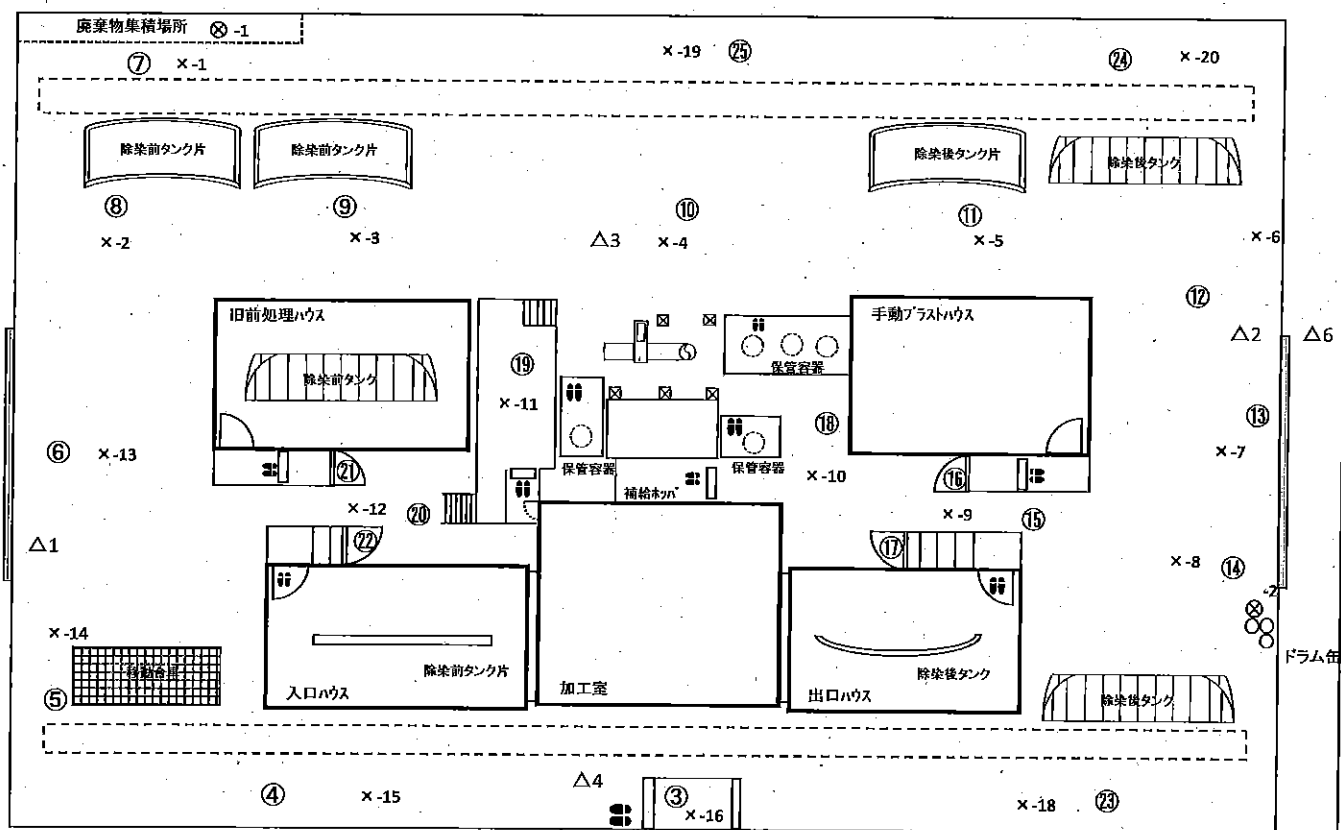 廃棄物集積場所 ⊗ -1
⑦ × -1
× -19 ㉕
㉔ × -20
除染前タンク片
除染前タンク片
除染後タンク片
除染後タンク
⑧
⑨
⑩
⑪
× -2
× -3
△3 × -4
× -5
× -6
⑫
旧前処理ハウス
手動ブラストハウス
△2 △6
除染前タンク
⑲
保管容器
× -11
⑱
⑬
⑥ × -13
× -7
㉑
保管容器
保管容器
× -10
⑯
補給ホッパ
× -12
⑳
× -9
⑮
△1
㉒
⑰
× -8
⑭
-2
⊗
× -14
ドラム缶
移動台車
除染前タンク片
除染後タンク
⑤
入口ハウス
加工室
出口ハウス
除染後タンク
④ × -15
△4
③ × -16
× -18 ㉓